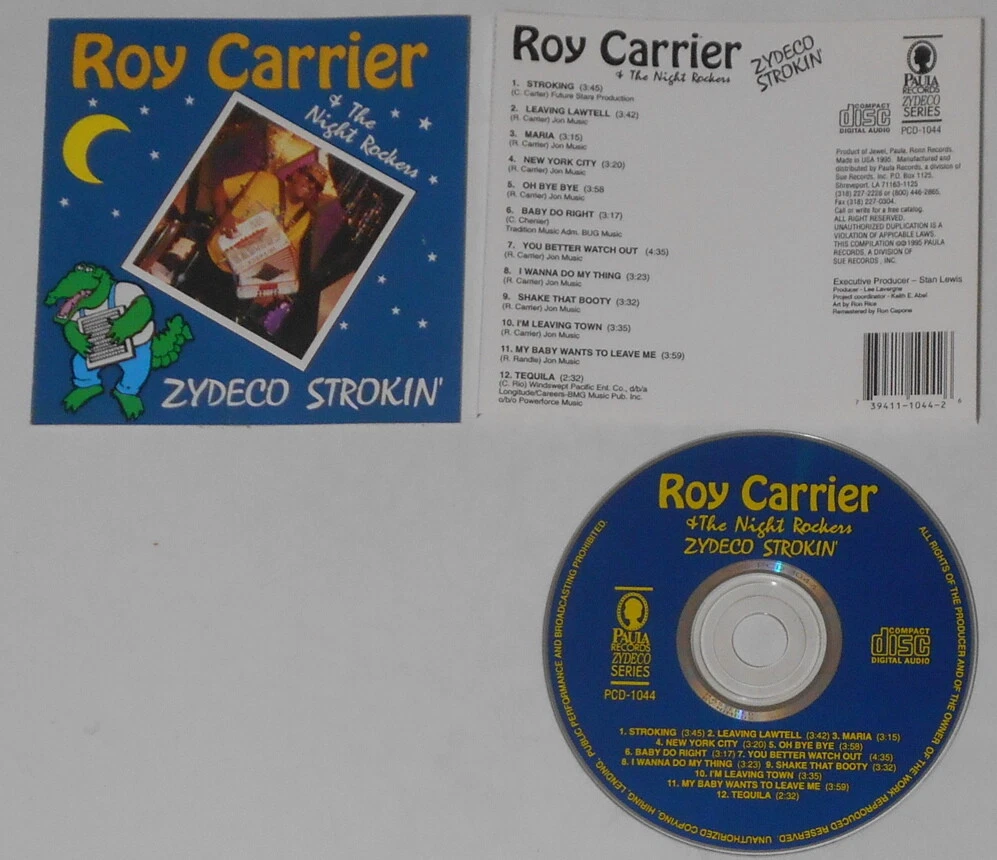 Roy Carrier
& The
Night Rockers
ZYDECO STROKIN'
Roy Carrier
& The Night Rockers
ZYDECO
STROKIN'
1. STROKING (3:45)
(C. Carter) Future Stars Production
2. LEAVING LAWTELL (3:42)
(R. Carrier) Jon Music
3. MARIA (3:15)
(R. Carrier) Jon Music
4. NEW YORK CITY (3:20)
(R. Carrier) Jon Music
5. OH BYE BYE (3:58
(R. Carrier) Jon Music
6. BABY DO RIGHT (3:17)
(C. Chenier)
Tradition Music Adm. BUG Music
7. YOU BETTER WATCH OUT (4:35)
(R. Carrier) Jon Music
8. I WANNA DO MY THING (3:23)
(R. Carrier) Jon Music
9. SHAKE THAT BOOTY (3:32)
(R. Carrier) Jon Music
10. I'M LEAVING TOWN (3:35)
(R. Carrier) Jon Music
11. MY BABY WANTS TO LEAVE ME (3:59)
(R. Randle) Jon Music
12. TEQUILA (2:32)
(C. Rio) Windswept Pacific Ent. Co., d/b/a
Longitude/Careers-BMG Music Pub. Inc.
o/b/o Powerforce Music
PAULA
RECORDS
ZYDECO
SERIES
PCD-1044
COMPACT
disc
DIGITAL AUDIO
Product of Jewel, Paula, Ronn Records.
Made in USA 1995. Manufactured and
distributed by Paula Records, a division of
Sue Records, Inc. P.O. Box 1125,
Shreveport, LA 71163-1125
(318) 227-2228 or (800) 446-2865,
Fax (318) 227-0304.
Call or write for a free catalog.
ALL RIGHT RESERVED.
UNAUTHORIZED DUPLICATION IS A
VIOLATION OF APPICABLE LAWS.
THIS COMPILATION ©℗1995 PAULA
RECORDS, A DIVISION OF
SUE RECORDS, INC.
Executive Producer – Stan Lewis
Producer - Lee Lavergne
Project coordinator - Keith E. Abel
Art by Ron Rice
Remastered by Ron Capone
7 39411-1044-2 6
Roy Carrier
& The Night Rockers
ZYDECO STROKIN'
PAULA
RECORDS
ZYDECO
SERIES
PCD-1044
COMPACT
disc
DIGITAL AUDIO
1. STROKING (3:45) 2. LEAVING LAWTELL (3:42) 3. MARIA (3:15)
4. NEW YORK CITY (3:20) 5. OH BYE BYE (3:58)
6. BABY DO RIGHT (3:17) 7. YOU BETTER WATCH OUT (4:35)
8. I WANNA DO MY THING (3:23) 9. SHAKE THAT BOOTY (3:32)
10. I'M LEAVING TOWN (3:35)
11. MY BABY WANTS TO LEAVE ME (3:59)
12. TEQUILA (2:32)
ALL RIGHTS OF THE PRODUCER AND OF THE OWNER OF THE WORK REPRODUCED RESERVED. UNAUTHORIZED COPYING, HIRING, LENDING, PUBLIC PERFORMANCE AND BROADCASTING PROHIBITED.